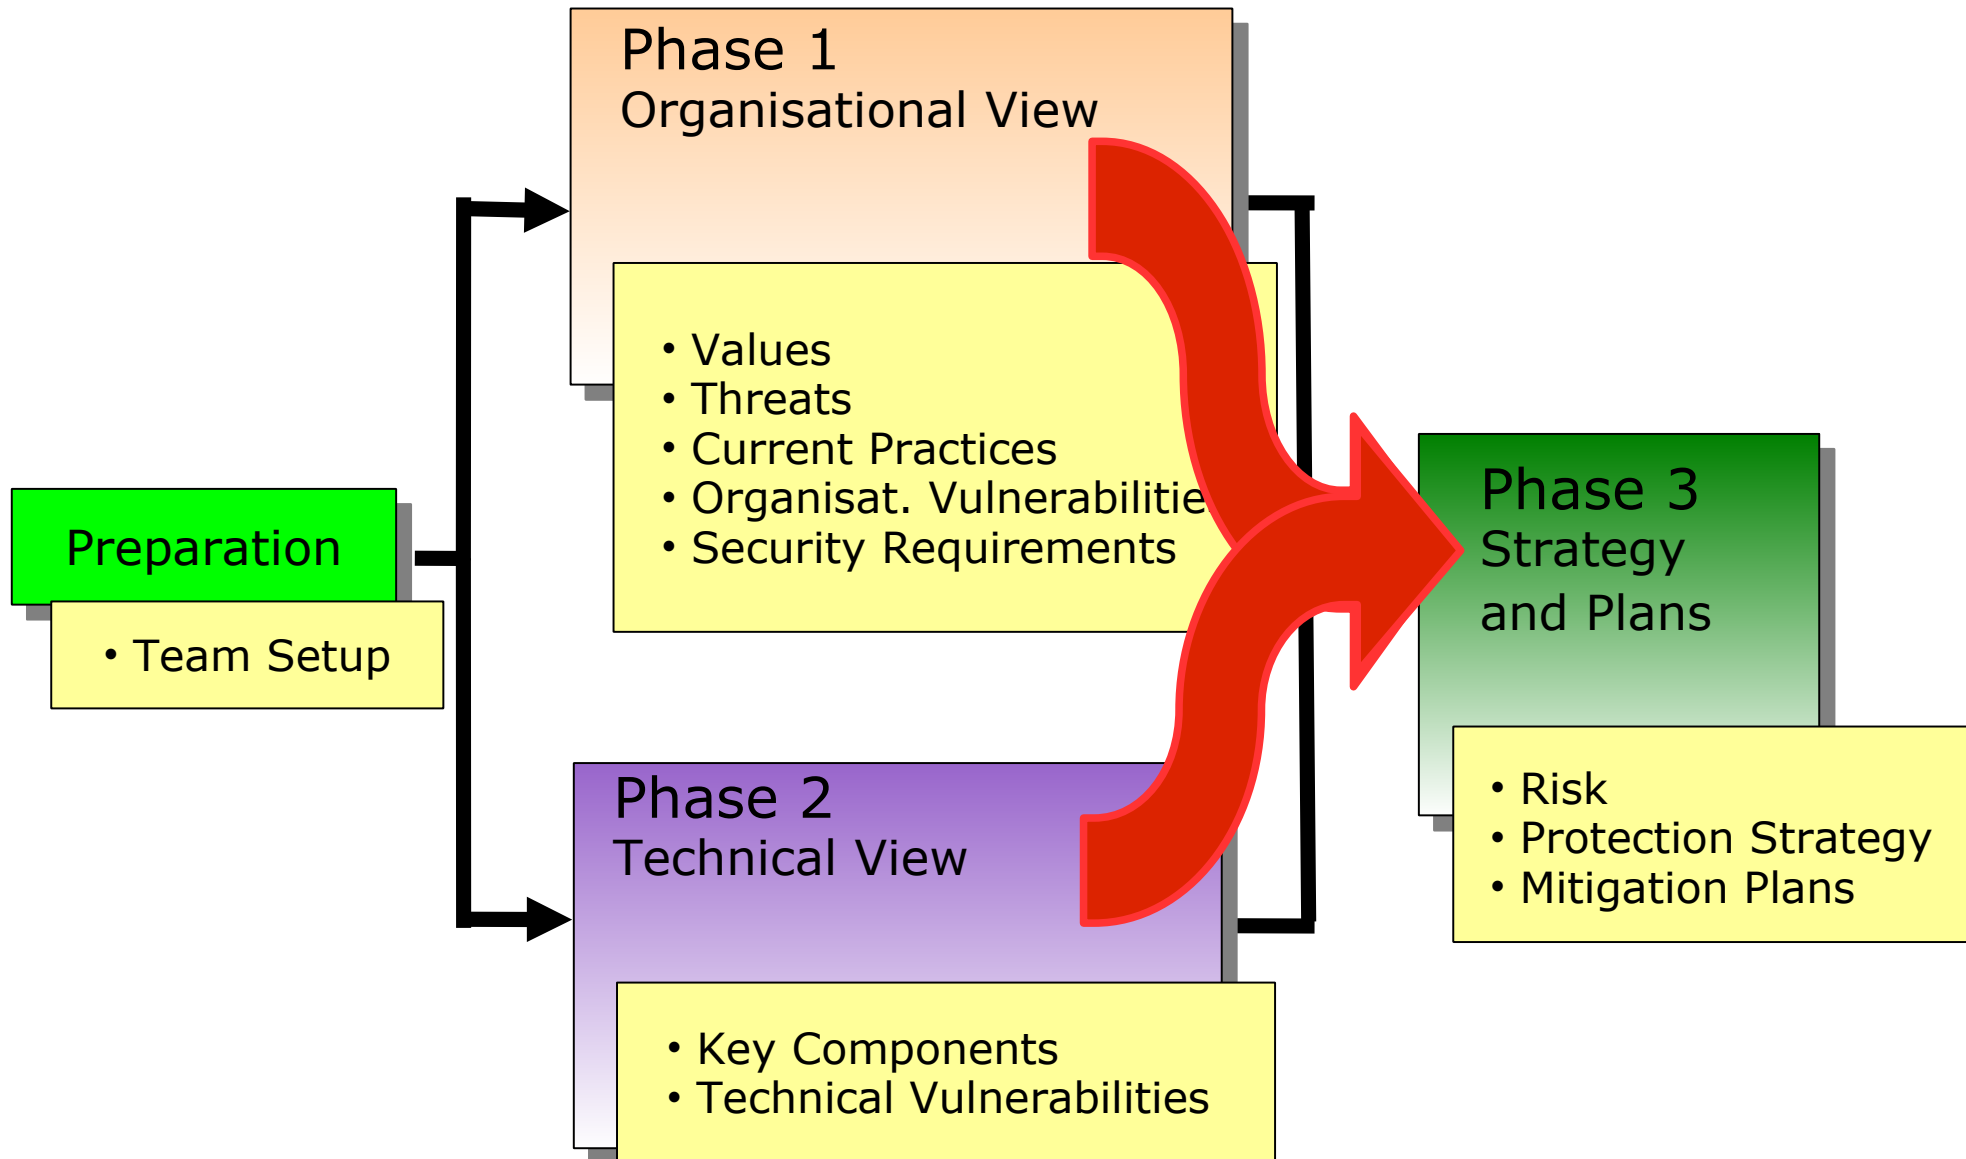 Phase 1
Organisational View
• Values
• Threats
• Current Practices
• Organisat. Vulnerabilitie
• Security Requirements
Preparation
• Team Setup
Phase 2
Technical View
• Key Components
• Technical Vulnerabilities
Phase 3
Strategy
and Plans
• Risk
• Protection Strategy
• Mitigation Plans